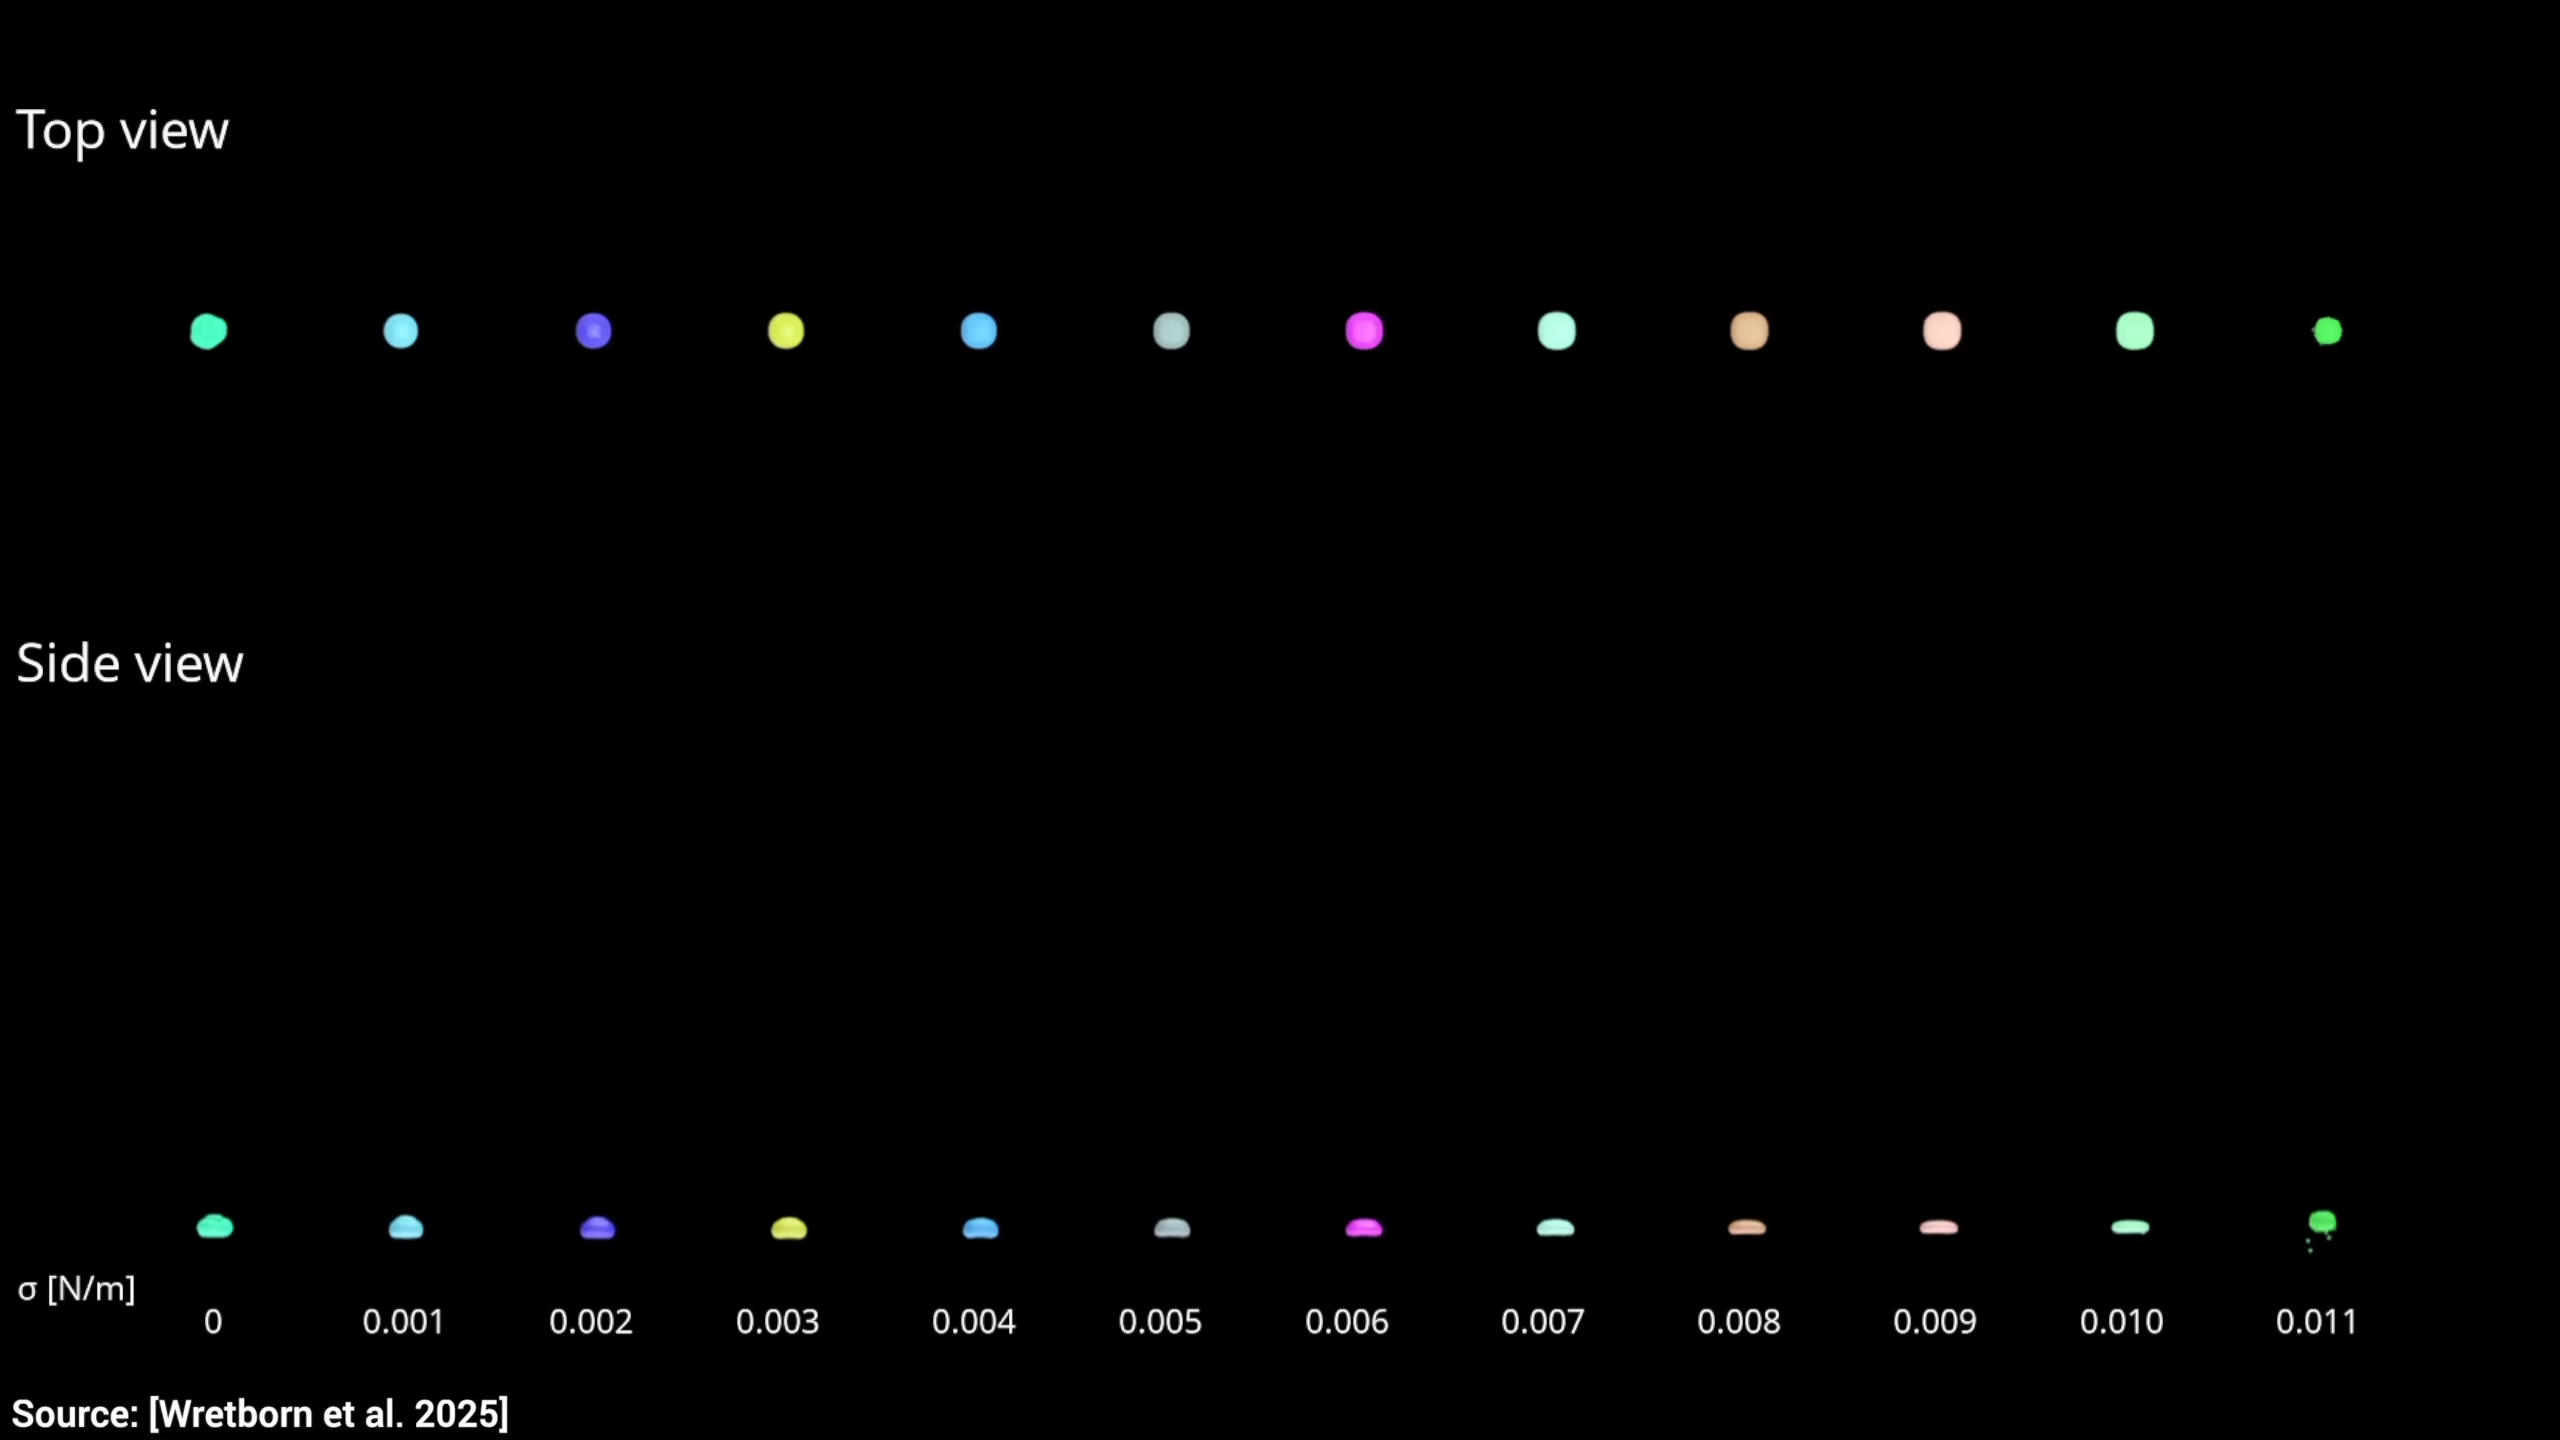 Top view
Side view
σ [N/m]
0 0.001 0.002 0.003 0.004 0.005 0.006 0.007 0.008 0.009 0.010 0.011
Source: [Wretborn et al. 2025]